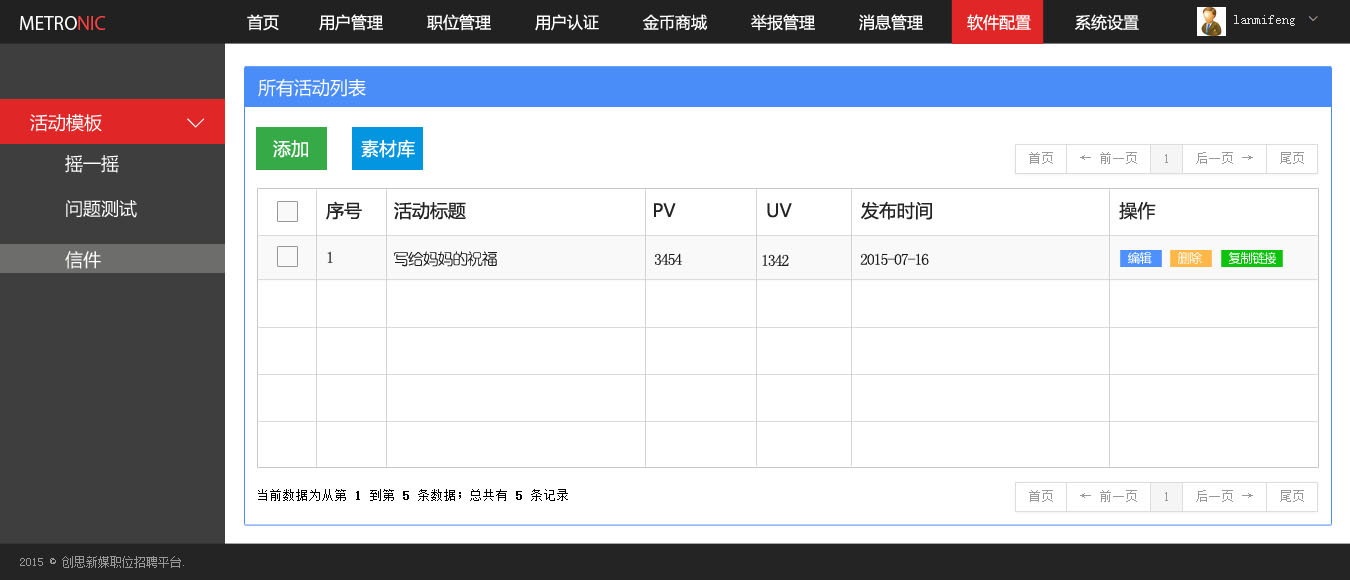 METRONIC 首页 用户管理 职位管理 用户认证 金币商城 举报管理 消息管理 软件配置 系统设置 lanmifeng
活动模板
摇一摇
问题测试
信件
所有活动列表
添加 素材库
首页 ← 前一页 1 后一页 → 尾页
序号 活动标题 PV UV 发布时间 操作
1 写给妈妈的祝福 3454 1342 2015-07-16 编辑 删除 复制链接
当前数据为从第 1 到第 5 条数据；总共有 5 条记录
首页 ← 前一页 1 后一页 → 尾页
2015 © 创思新媒职位招聘平台.